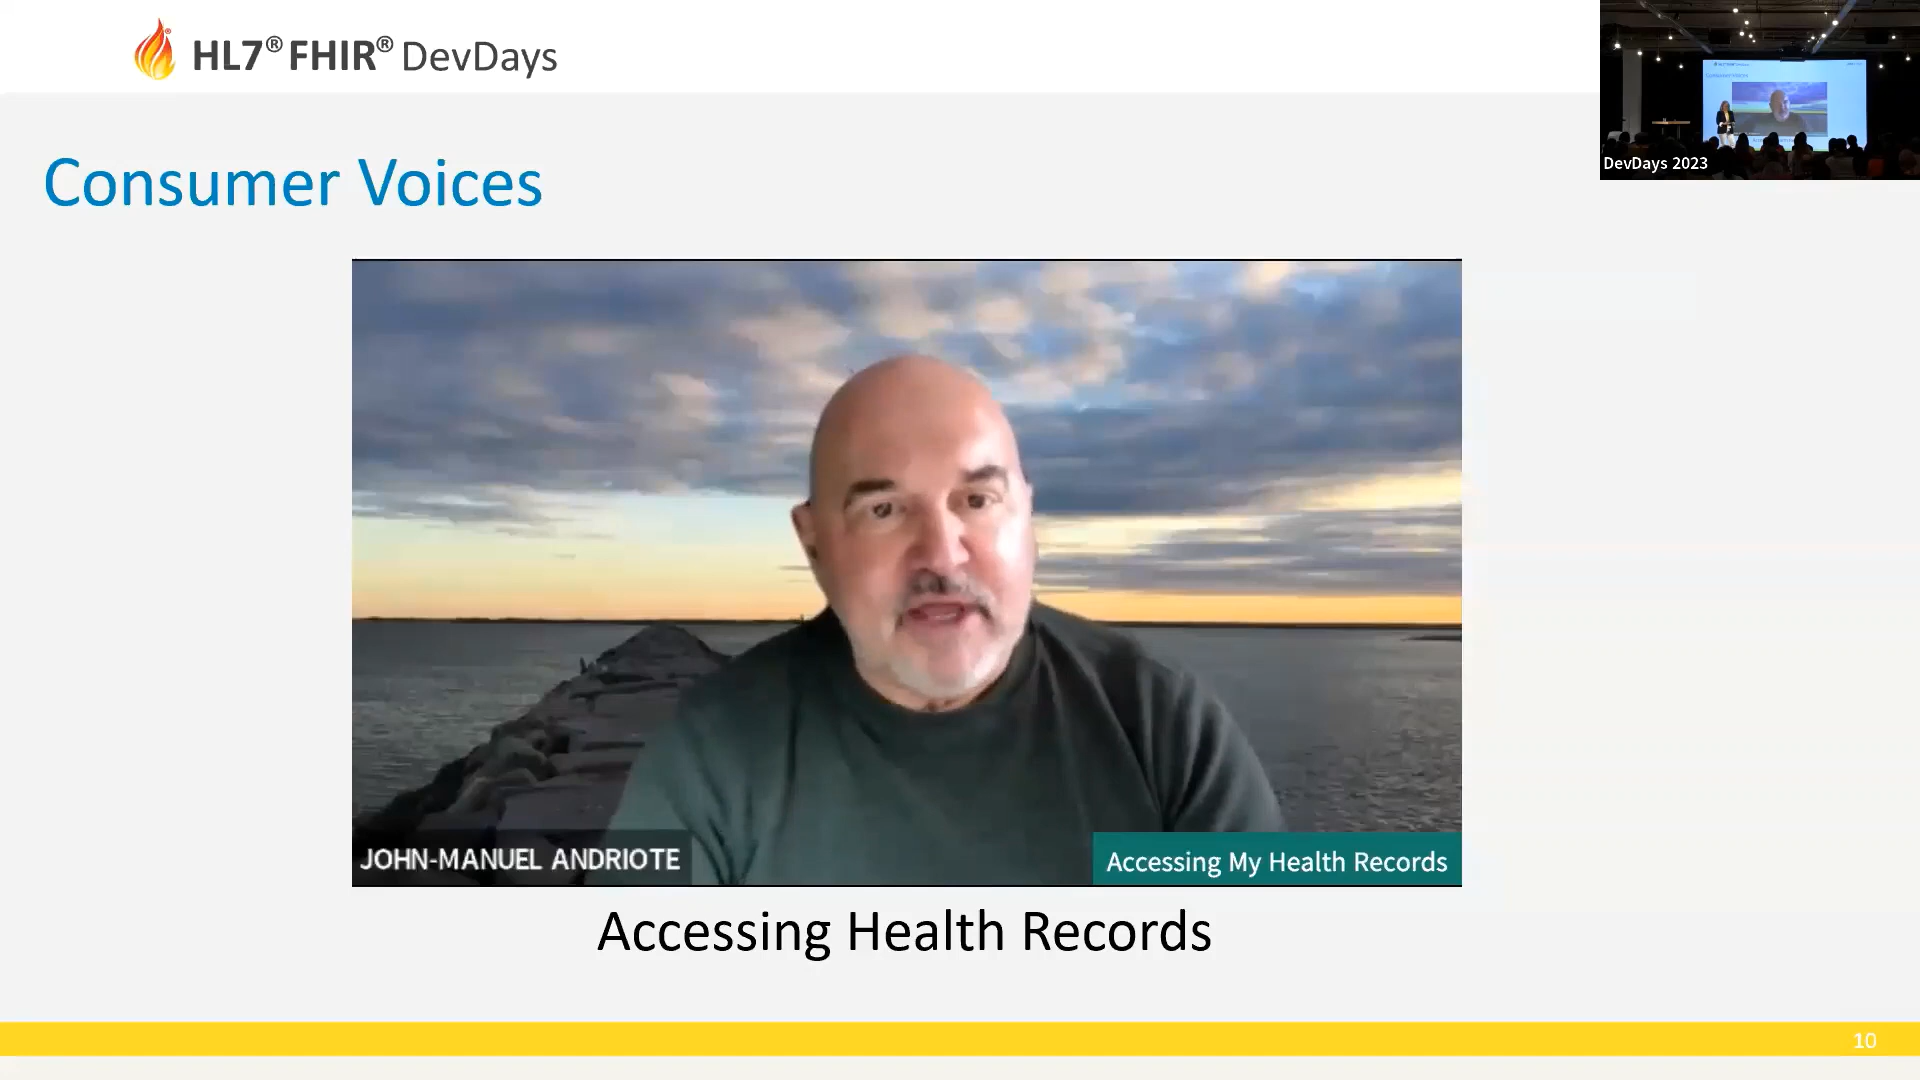 HL7® FHIR® DevDays
DevDays 2023
Consumer Voices
JOHN-MANUEL ANDRIOTE
Accessing My Health Records
Accessing Health Records
10